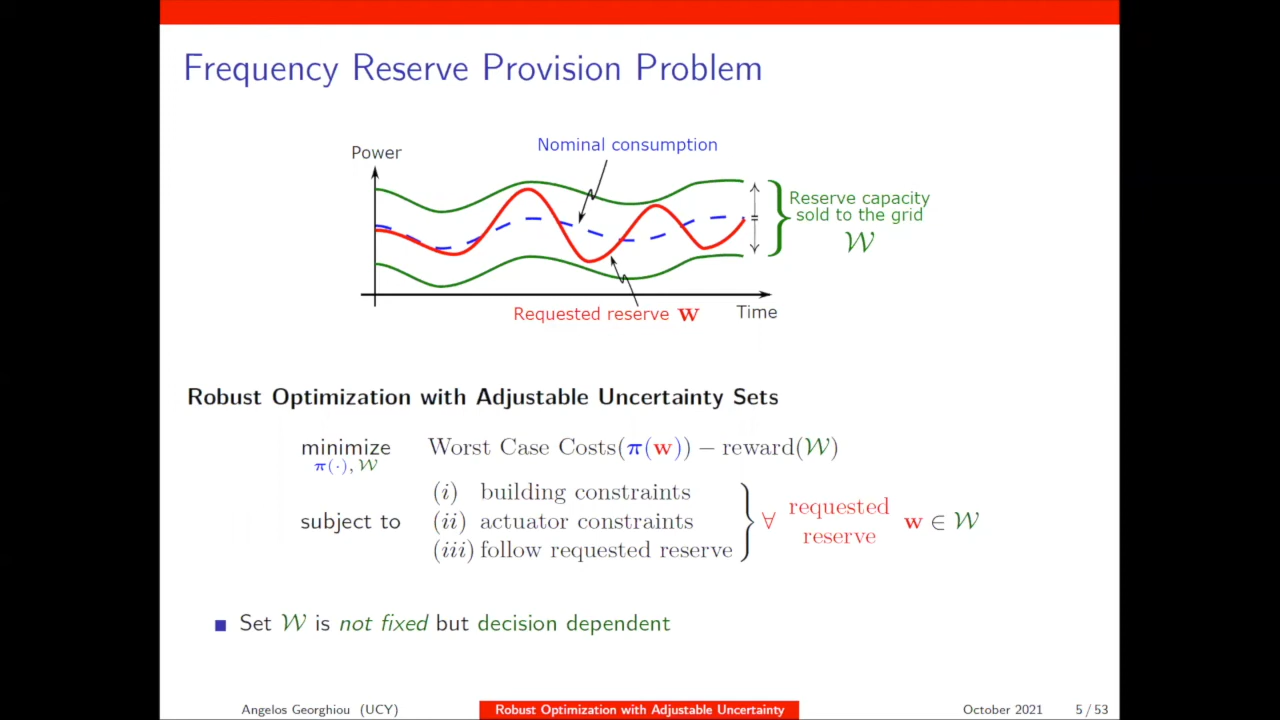 Frequency Reserve Provision Problem
Nominal consumption
Power
Reserve capacity
sold to the grid
𝒲
=
Requested reserve w
Time
Robust Optimization with Adjustable Uncertainty Sets
minimize Worst Case Costs(π(w)) − reward(𝒲)
π(·), 𝒲
subject to
(i) building constraints
(ii) actuator constraints
(iii) follow requested reserve
∀ requested reserve w ∈ 𝒲
Set 𝒲 is not fixed but decision dependent
Angelos Georghiou (UCY)
Robust Optimization with Adjustable Uncertainty
October 2021
5 / 53